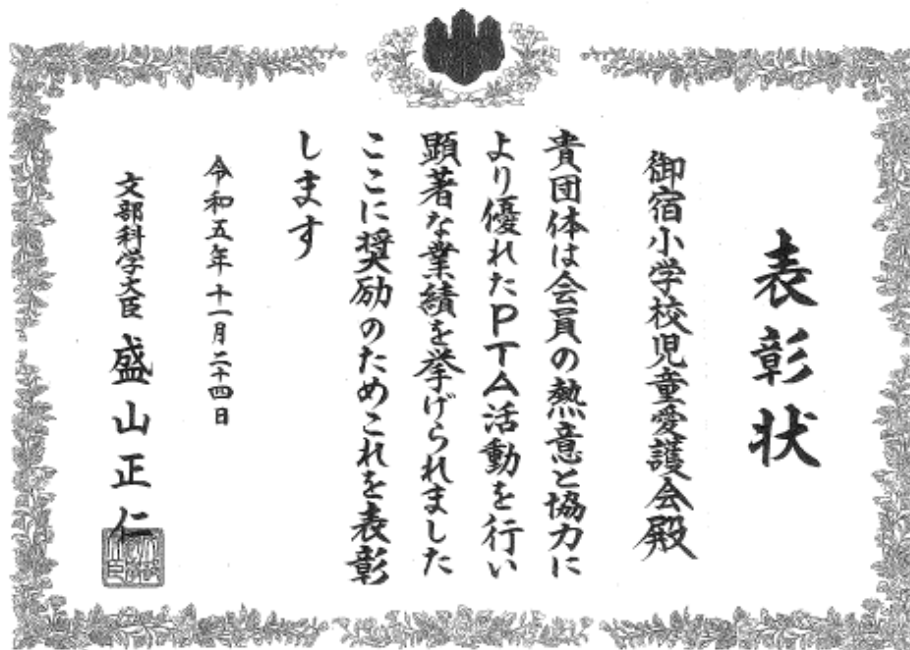 表彰状
御宿小学校児童愛護会殿
貴団体は会員の熱意と協力に
より優れたPTA活動を行い
顕著な業績を挙げられました
ここに奨励のためこれを表彰
します
令和五年十一月二十四日
文部科学大臣 盛山正仁